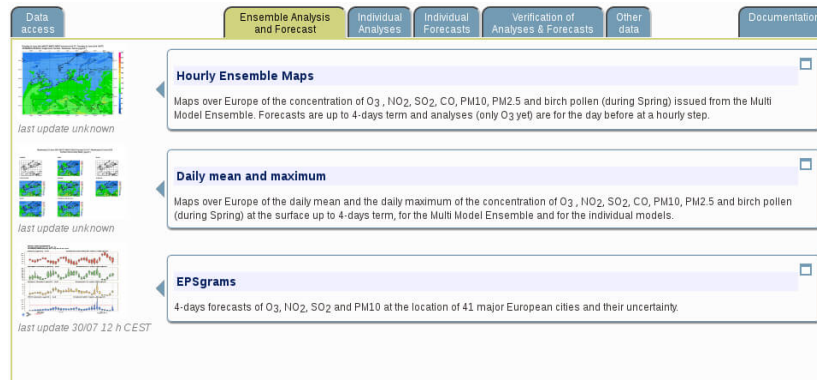 Data
access
Ensemble Analysis
and Forecast
Individual
Analyses
Individual
Forecasts
Verification of
Analyses & Forecasts
Other
data
Documentation
Hourly Ensemble Maps
Maps over Europe of the concentration of O3 , NO2, SO2, CO, PM10, PM2.5 and birch pollen (during Spring) issued from the Multi
Model Ensemble. Forecasts are up to 4-days term and analyses (only O3 yet) are for the day before at a hourly step.
last update unknown
Daily mean and maximum
Maps over Europe of the daily mean and the daily maximum of the concentration of O3 , NO2, SO2, CO, PM10, PM2.5 and birch pollen
(during Spring) at the surface up to 4-days term, for the Multi Model Ensemble and for the individual models.
last update unknown
EPSgrams
4-days forecasts of O3, NO2, SO2 and PM10 at the location of 41 major European cities and their uncertainty.
last update 30/07 12 h CEST